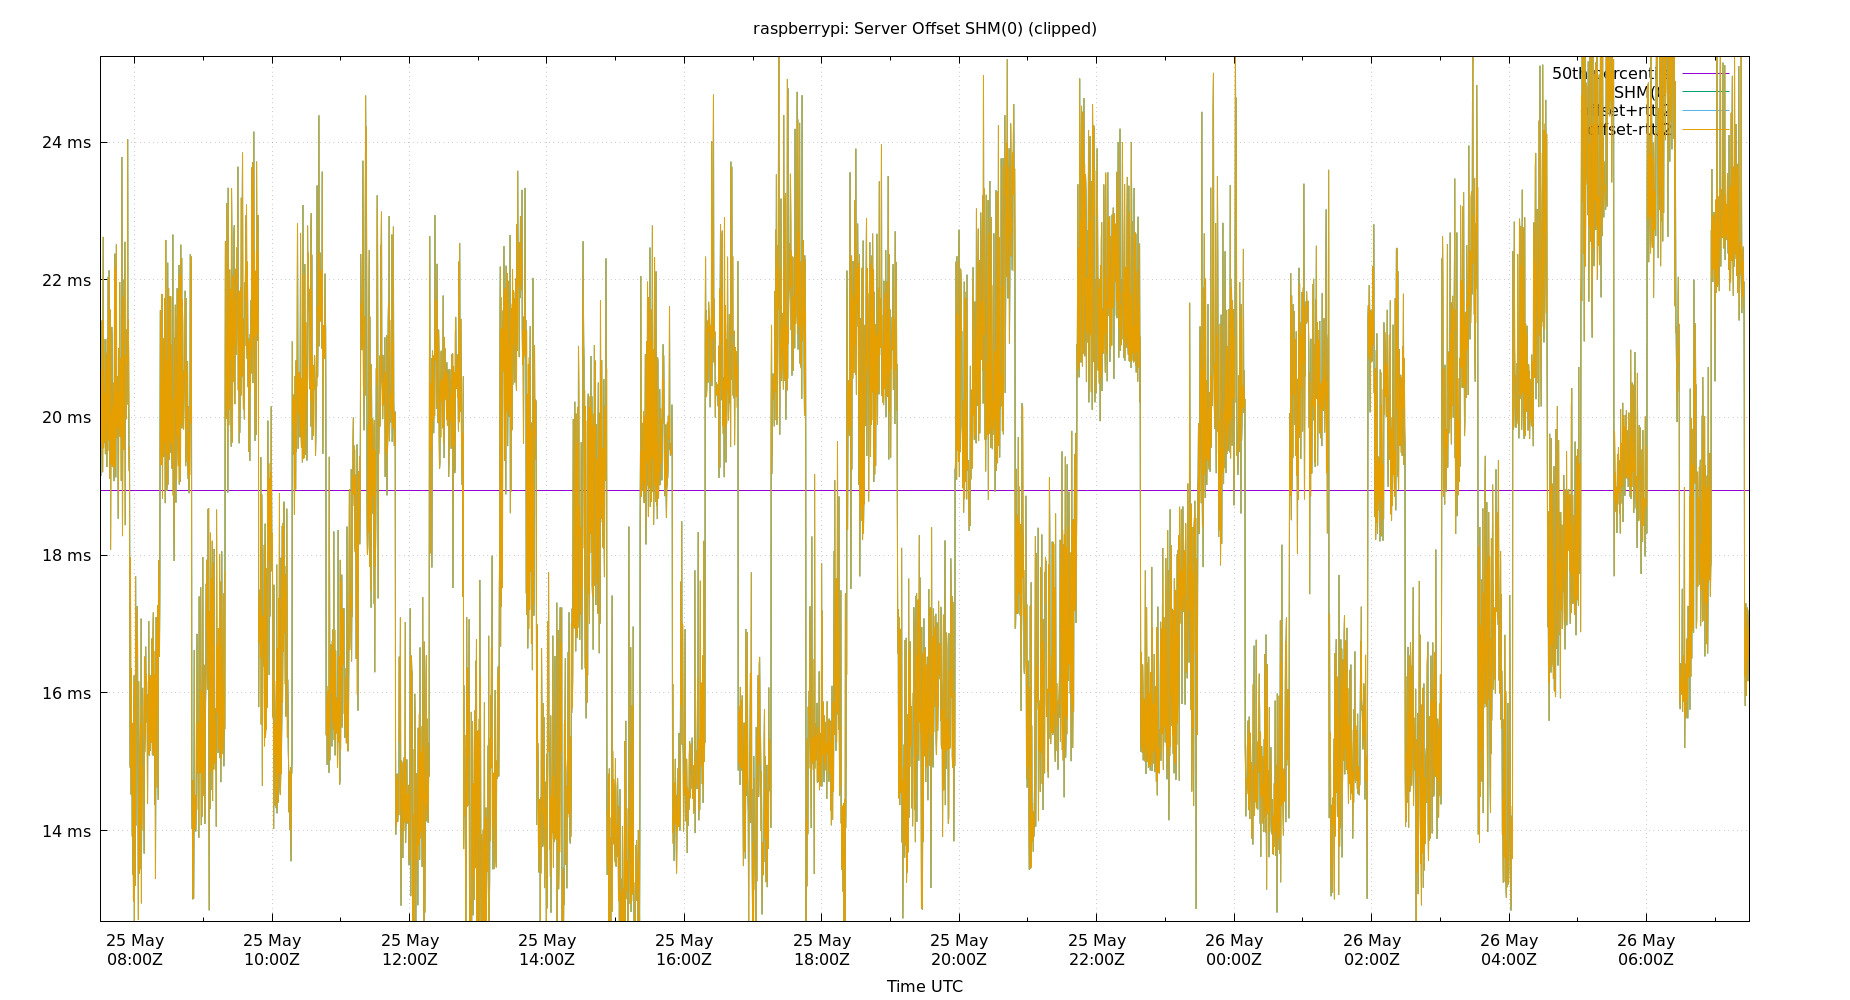 raspberrypi: Server Offset SHM(0) (clipped)
50th
24 ms
22 ms
20 ms
18 ms
16 ms
14 ms
25 May 25 May 25 May 25 May 25 May 25 May 25 May 25 May 26 May 26 May 26 May 26 May
08:00Z 10:00Z 12:00Z 14:00Z 16:00Z 18:00Z 20:00Z 22:00Z 00:00Z 02:00Z 04:00Z 06:00Z
Time UTC